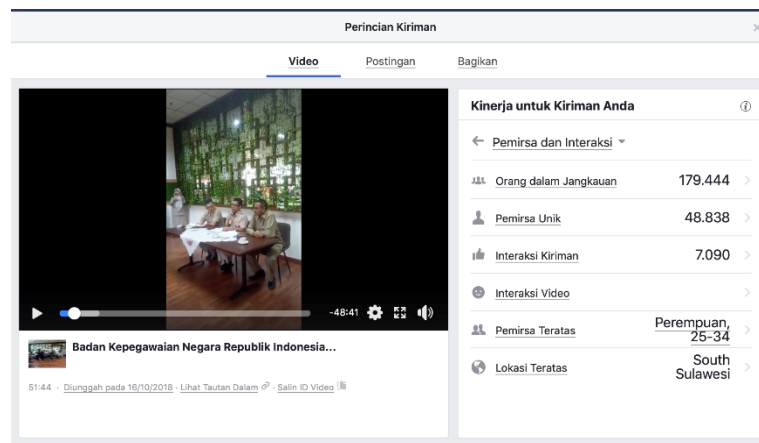 Perincian Kiriman
Video Postingan Bagikan
-48:41
Badan Kepegawaian Negara Republik Indonesia...
51:44 · Diunggah pada 16/10/2018 · Lihat Tautan Dalam · Salin ID Video
Kinerja untuk Kiriman Anda
Pemirsa dan Interaksi
Orang dalam Jangkauan 179.444
Pemirsa Unik 48.838
Interaksi Kiriman 7.090
Interaksi Video
Pemirsa Teratas Perempuan,
25-34
Lokasi Teratas South
Sulawesi